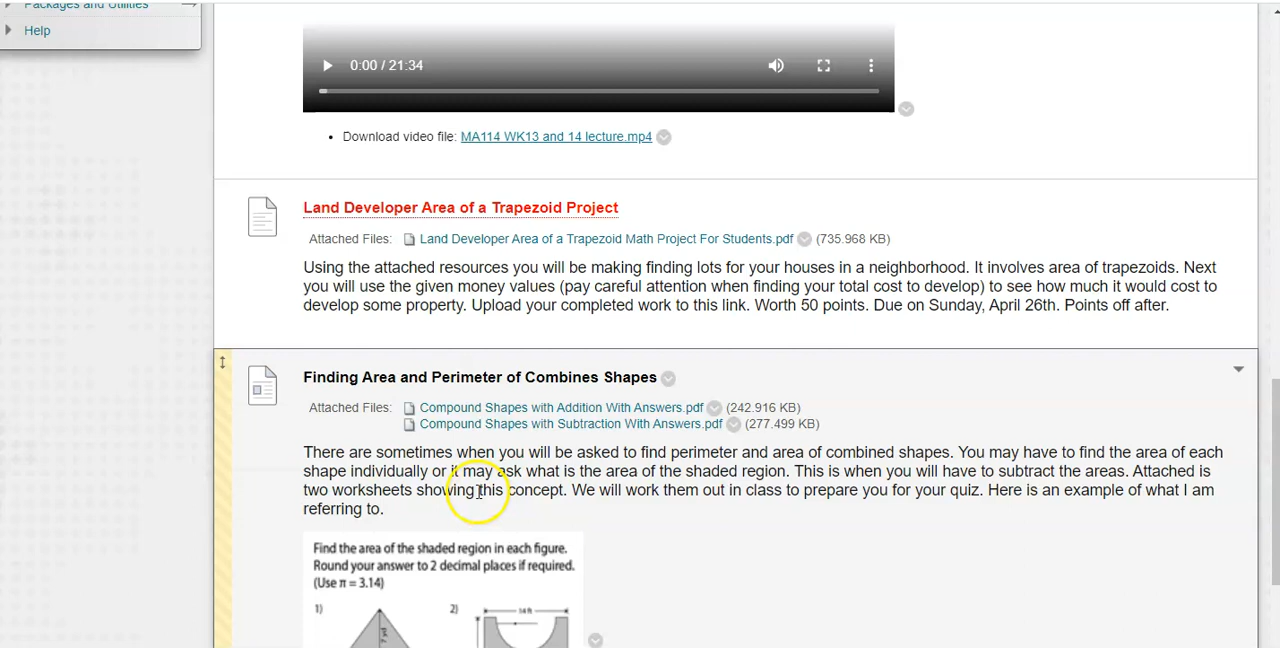 Packages and Utilities
Help
0:00 / 21:34
Download video file: MA114 WK13 and 14 lecture.mp4
Land Developer Area of a Trapezoid Project
Attached Files: Land Developer Area of a Trapezoid Math Project For Students.pdf (735.968 KB)
Using the attached resources you will be making finding lots for your houses in a neighborhood. It involves area of trapezoids. Next
you will use the given money values (pay careful attention when finding your total cost to develop) to see how much it would cost to
develop some property. Upload your completed work to this link. Worth 50 points. Due on Sunday, April 26th. Points off after.
Finding Area and Perimeter of Combines Shapes
Attached Files: Compound Shapes with Addition With Answers.pdf (242.916 KB)
Compound Shapes with Subtraction With Answers.pdf (277.499 KB)
There are sometimes when you will be asked to find perimeter and area of combined shapes. You may have to find the area of each
shape individually or it may ask what is the area of the shaded region. This is when you will have to subtract the areas. Attached is
two worksheets showing this concept. We will work them out in class to prepare you for your quiz. Here is an example of what I am
referring to.
Find the area of the shaded region in each figure.
Round your answer to 2 decimal places if required.
(Use π = 3.14)
1) 2) 14 ft
7 yd